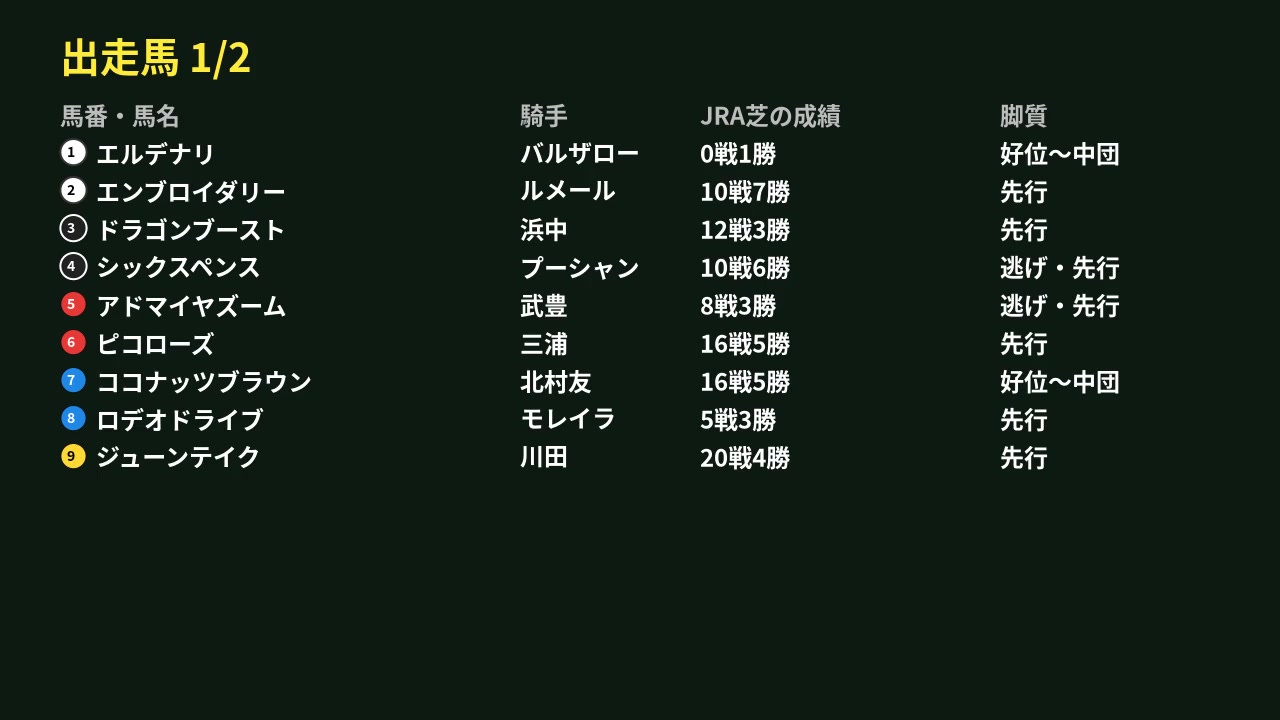 出走馬 1/2
馬番・馬名 騎手 JRA芝の成績 脚質
1 エルデナリ バルザロー 0戦1勝 好位～中団
2 エンブロイダリー ルメール 10戦7勝 先行
3 ドラゴンブースト 浜中 12戦3勝 先行
4 シックスペンス プーシャン 10戦6勝 逃げ・先行
5 アドマイヤズーム 武豊 8戦3勝 逃げ・先行
6 ピコローズ 三浦 16戦5勝 先行
7 ココナッツブラウン 北村友 16戦5勝 好位～中団
8 ロデオドライブ モレイラ 5戦3勝 先行
9 ジューンテイク 川田 20戦4勝 先行